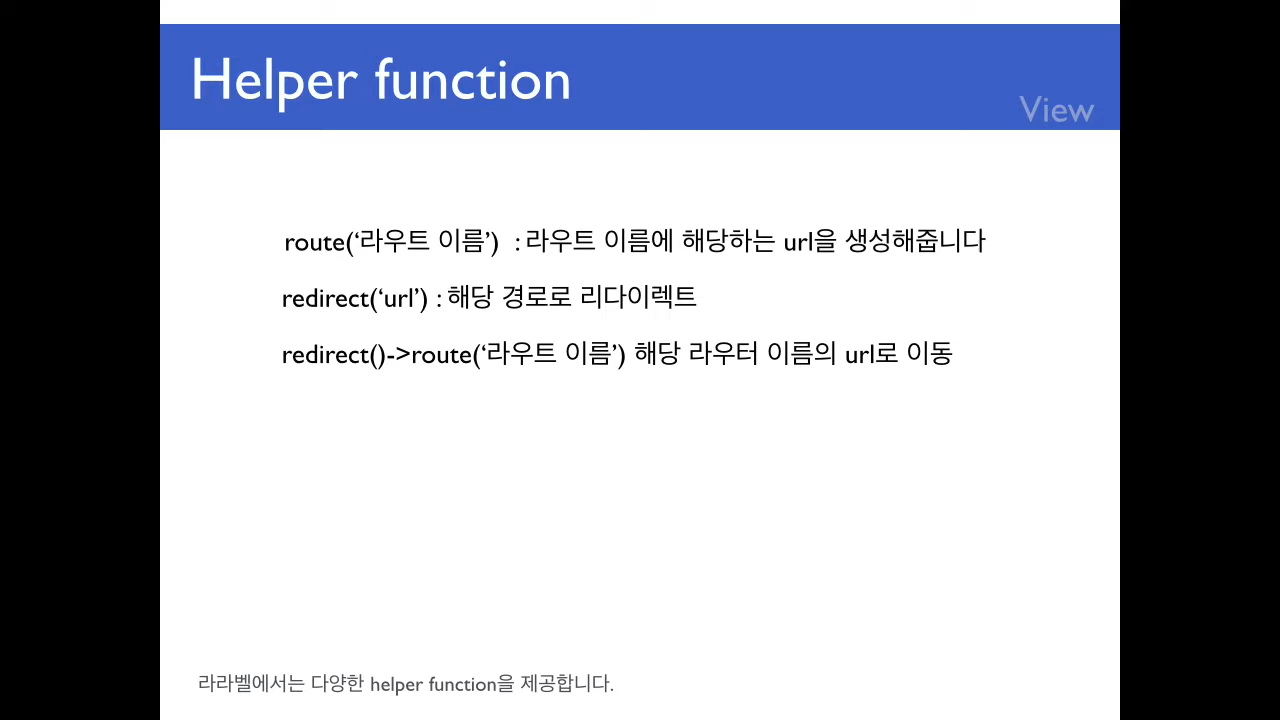 Helper function
View
route(‘라우트 이름’) : 라우트 이름에 해당하는 url을 생성해줍니다
redirect(‘url’) : 해당 경로로 리다이렉트
redirect()->route(‘라우트 이름’) 해당 라우터 이름의 url로 이동
라라벨에서는 다양한 helper function을 제공합니다.